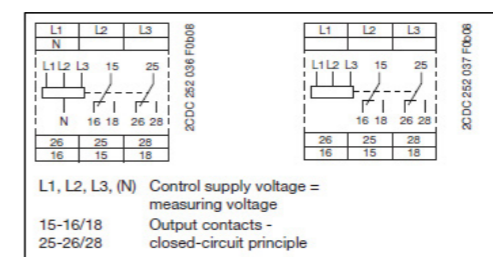 L1 L2 L3
N
L1 L2 L3 15 25
N 16 18 26 28
26 25 28
16 15 18
2CDC 252 036 F0b08
L1 L2 L3
L1 L2 L3 15 25
16 18 26 28
26 25 28
16 15 18
2CDC 252 037 F0b08
L1, L2, L3, (N) Control supply voltage =
measuring voltage
15-16/18 Output contacts -
25-26/28 closed-circuit principle